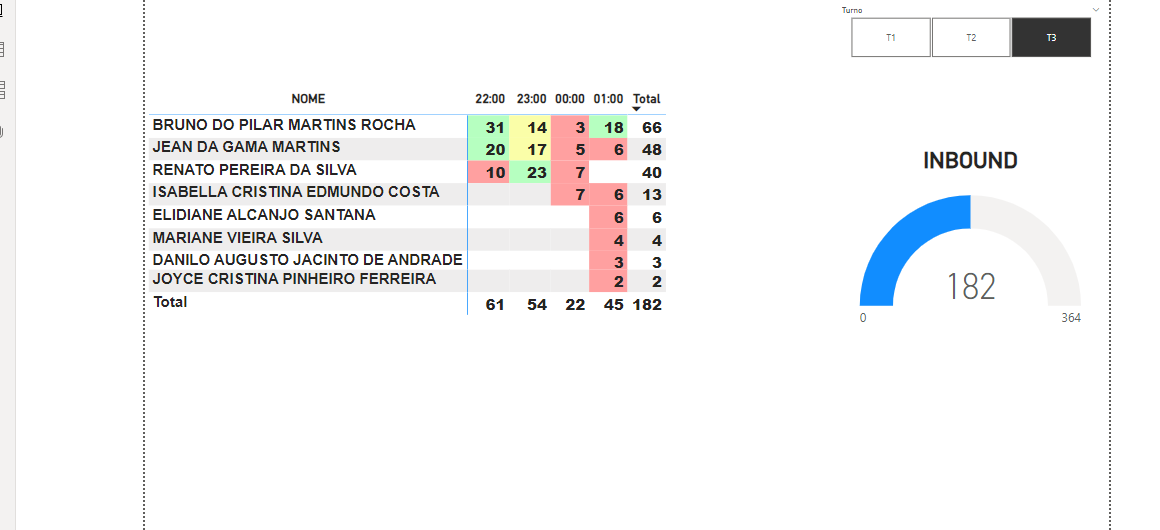 Turno
T1 T2 T3
NOME 22:00 23:00 00:00 01:00 Total
BRUNO DO PILAR MARTINS ROCHA 31 14 3 18 66
JEAN DA GAMA MARTINS 20 17 5 6 48
RENATO PEREIRA DA SILVA 10 23 7 40
ISABELLA CRISTINA EDMUNDO COSTA 7 6 13
ELIDIANE ALCANJO SANTANA 6 6
MARIANE VIEIRA SILVA 4 4
DANILO AUGUSTO JACINTO DE ANDRADE 3 3
JOYCE CRISTINA PINHEIRO FERREIRA 2 2
Total 61 54 22 45 182
INBOUND
182
0 364